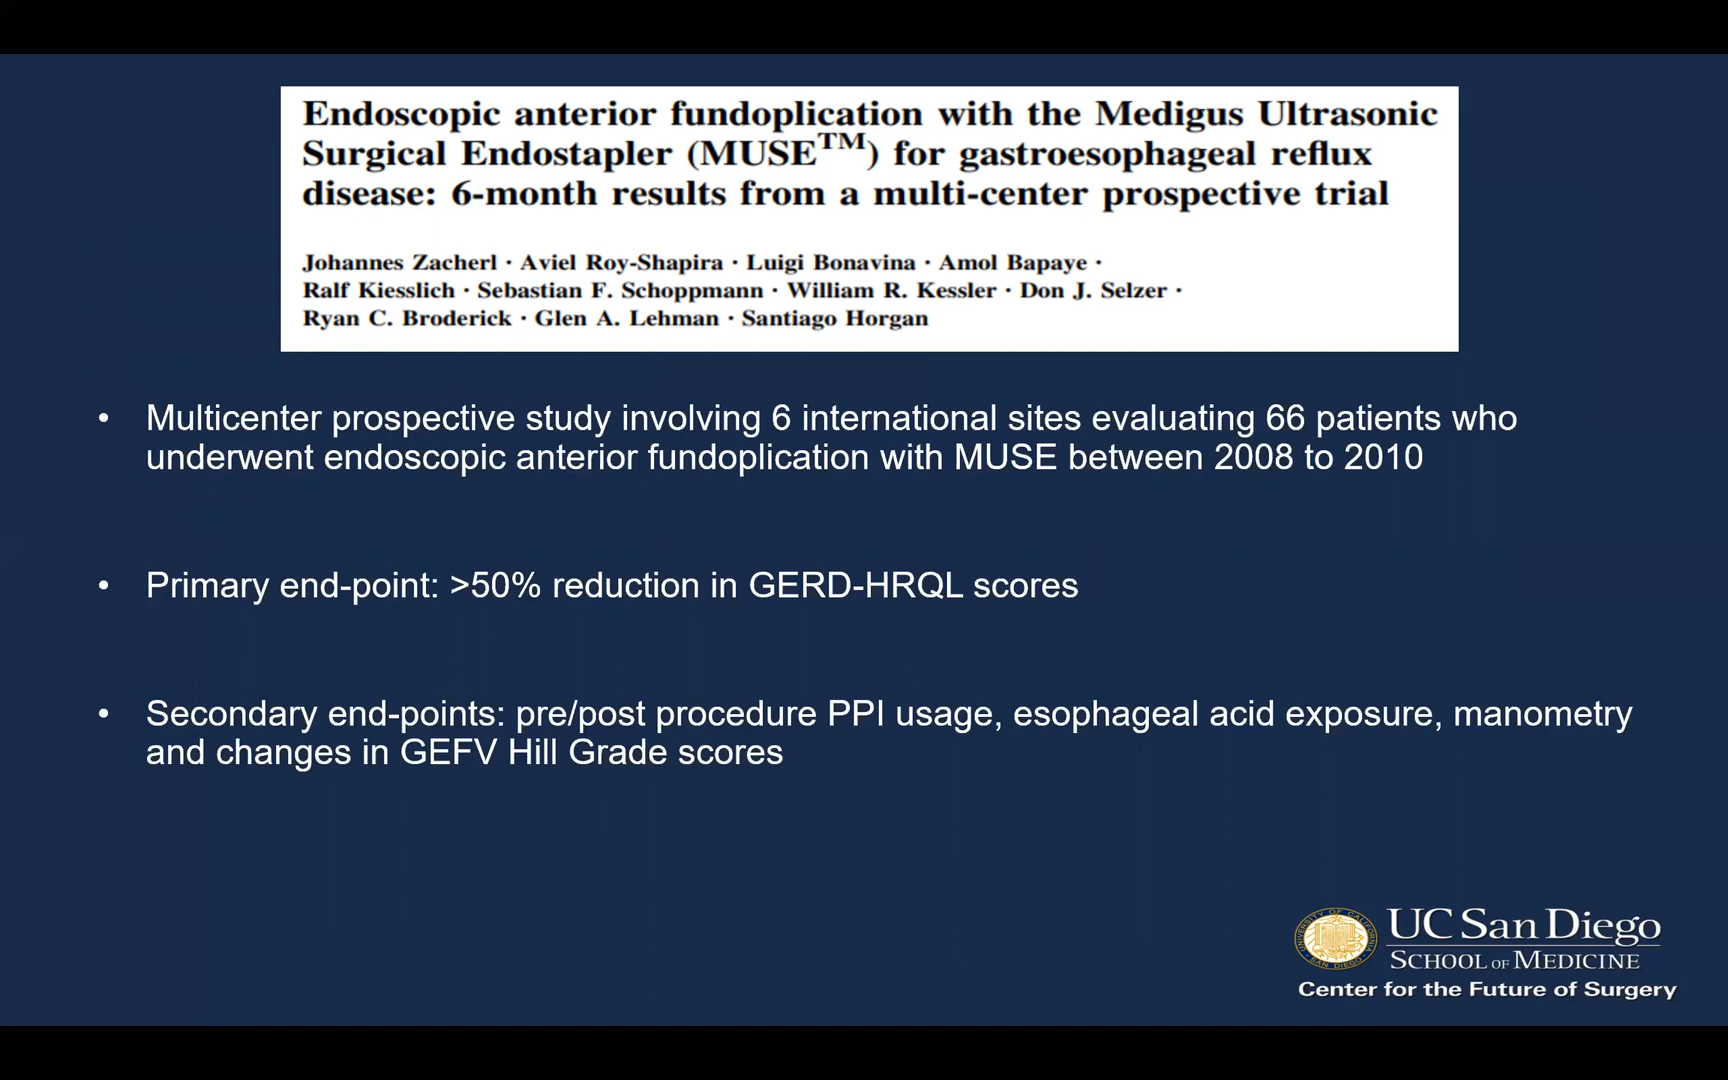 Endoscopic anterior fundoplication with the Medigus Ultrasonic
Surgical Endostapler (MUSE™) for gastroesophageal reflux
disease: 6-month results from a multi-center prospective trial
Johannes Zacherl · Aviel Roy-Shapira · Luigi Bonavina · Amol Bapaye ·
Ralf Kiesslich · Sebastian F. Schoppmann · William R. Kessler · Don J. Selzer ·
Ryan C. Broderick · Glen A. Lehman · Santiago Horgan
• Multicenter prospective study involving 6 international sites evaluating 66 patients who
underwent endoscopic anterior fundoplication with MUSE between 2008 to 2010
• Primary end-point: >50% reduction in GERD-HRQL scores
• Secondary end-points: pre/post procedure PPI usage, esophageal acid exposure, manometry
and changes in GEFV Hill Grade scores
UC San Diego
SCHOOL OF MEDICINE
Center for the Future of Surgery